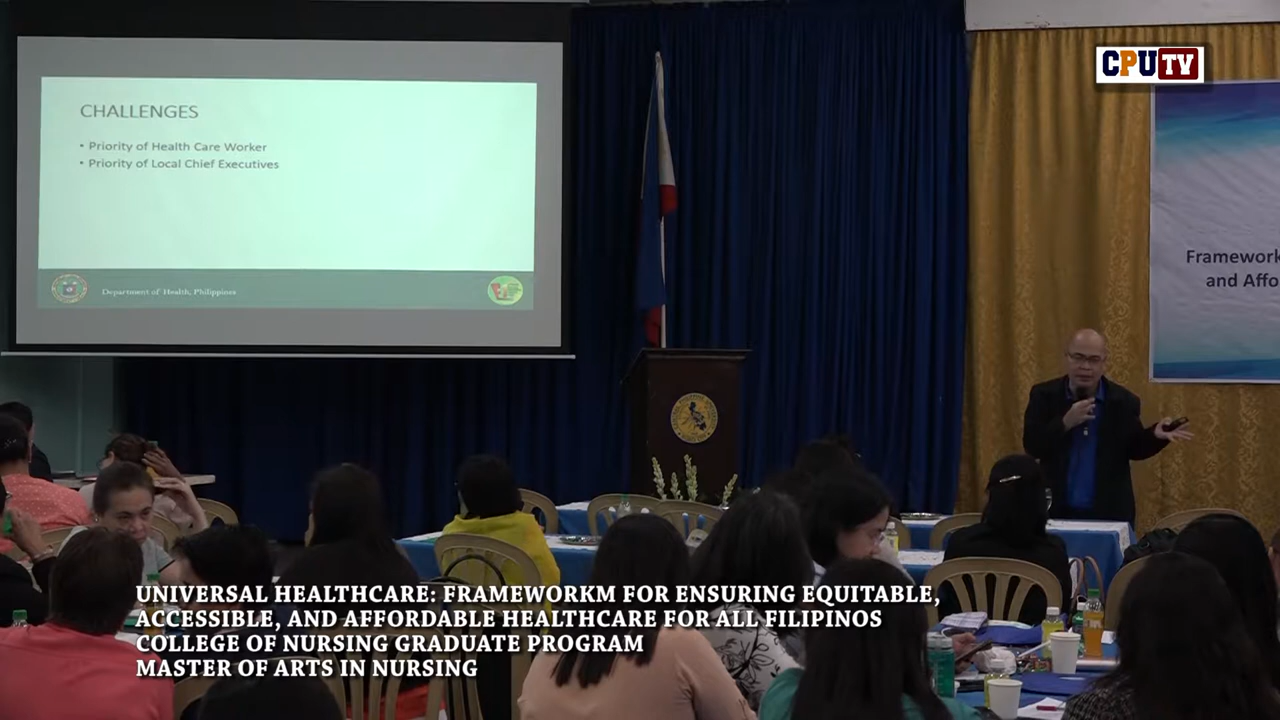 CHALLENGES
• Priority of Health Care Worker
• Priority of Local Chief Executives
Department of Health, Philippines
CPUTV
Framework
and Affo
UNIVERSAL HEALTHCARE: FRAMEWORKM FOR ENSURING EQUITABLE,
ACCESSIBLE, AND AFFORDABLE HEALTHCARE FOR ALL FILIPINOS
COLLEGE OF NURSING GRADUATE PROGRAM
MASTER OF ARTS IN NURSING